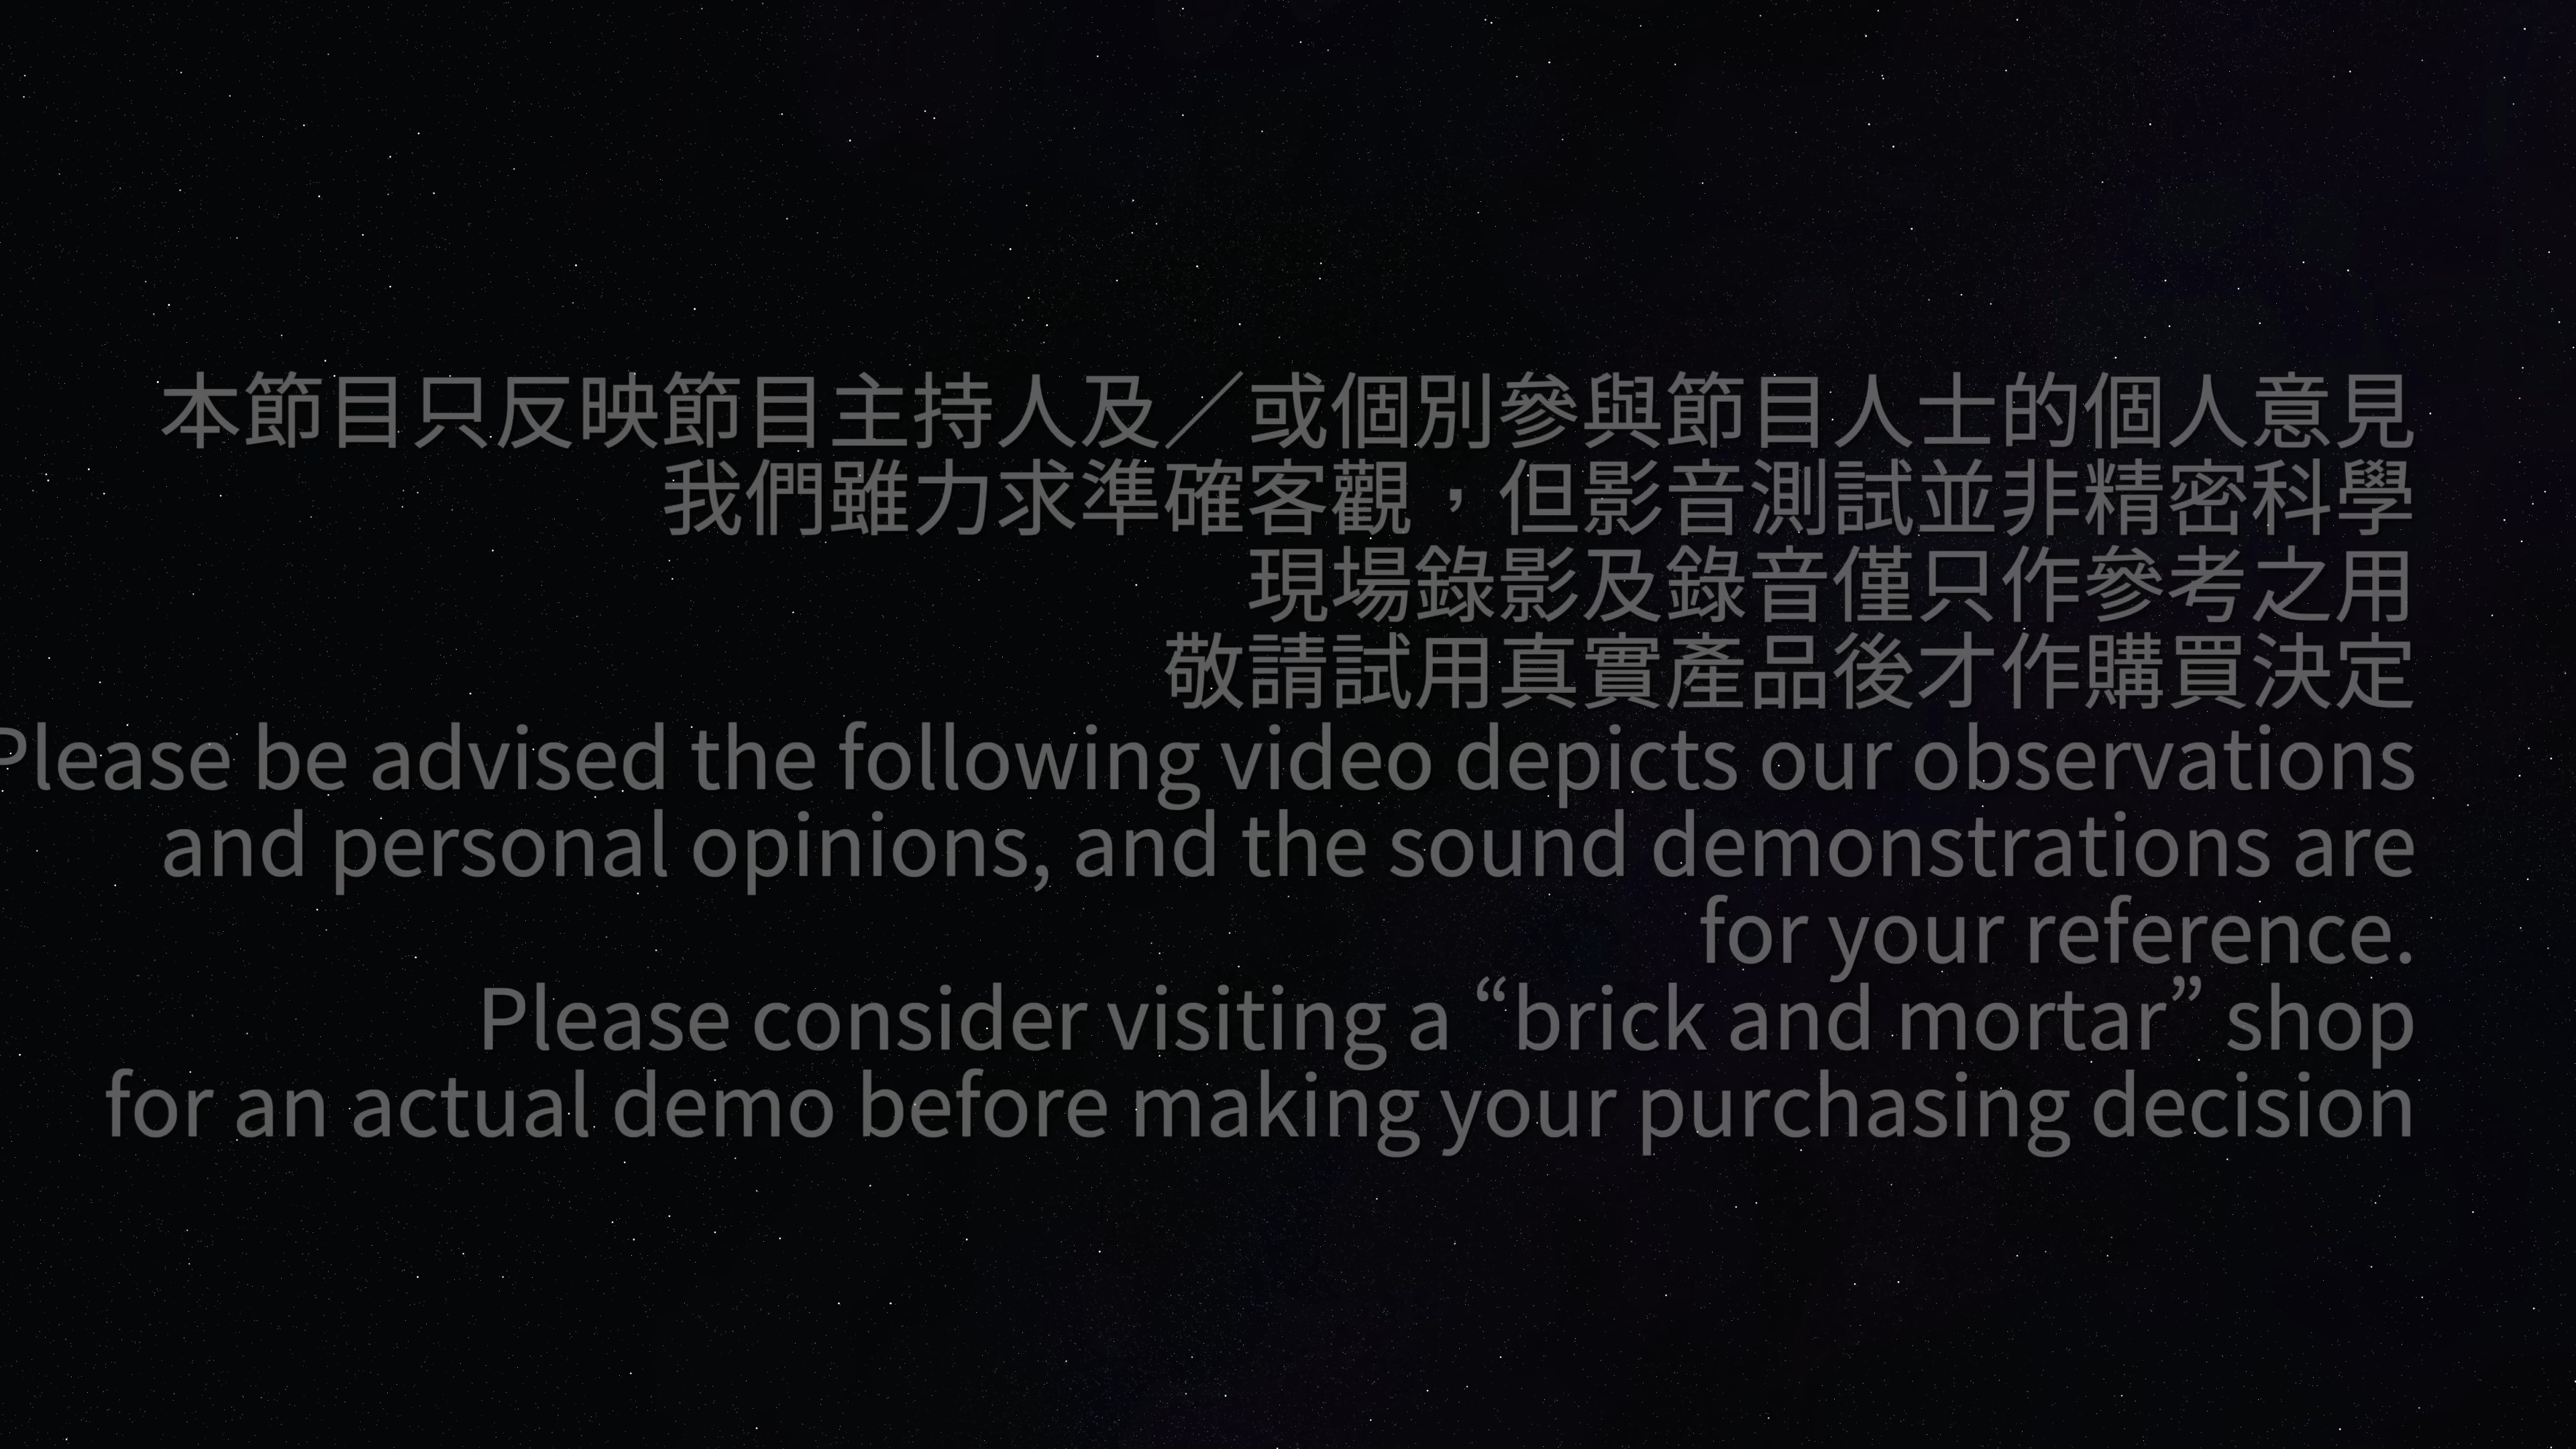 本節目只反映節目主持人及／或個別參與節目人士的個人意見
我們雖力求準確客觀，但影音測試並非精密科學
現場錄影及錄音僅只作參考之用
敬請試用真實產品後才作購買決定
Please be advised the following video depicts our observations
and personal opinions, and the sound demonstrations are
for your reference.
Please consider visiting a “brick and mortar” shop
for an actual demo before making your purchasing decision